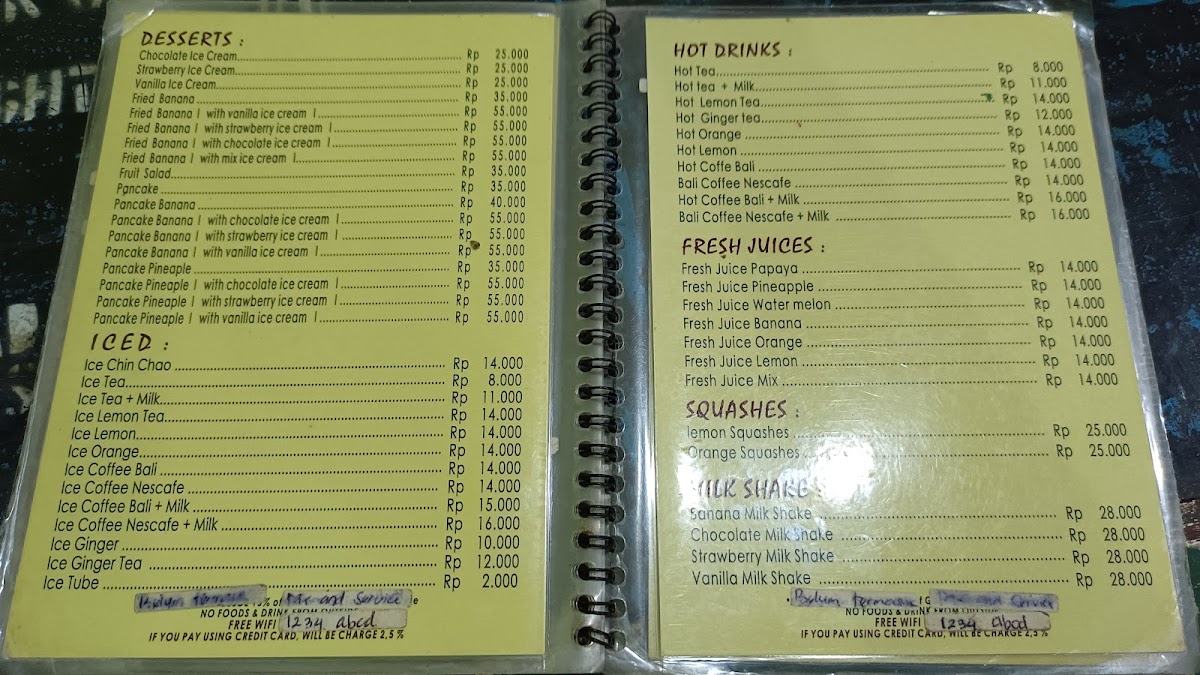 DESSERTS :
Chocolate Ice Cream Rp 25.000
Strawberry Ice Cream Rp 25.000
Vanilla Ice Cream Rp 25.000
Fried Banana Rp 35.000
Fried Banana | with vanilla ice cream | Rp 55.000
Fried Banana | with strawberry ice cream | Rp 55.000
Fried Banana | with chocolate ice cream | Rp 55.000
Fried Banana | with mix ice cream | Rp 55.000
Fruit Salad Rp 35.000
Pancake Rp 35.000
Pancake Banana Rp 40.000
Pancake Banana | with chocolate ice cream | Rp 55.000
Pancake Banana | with strawberry ice cream | Rp 55.000
Pancake Banana | with vanilla ice cream | Rp 55.000
Pancake Pineaple Rp 35.000
Pancake Pineaple | with chocolate ice cream | Rp 55.000
Pancake Pineaple | with strawberry ice cream | Rp 55.000
Pancake Pineaple | with vanilla ice cream | Rp 55.000
ICED :
Ice Chin Chao Rp 14.000
Ice Tea Rp 8.000
Ice Tea + Milk Rp 11.000
Ice Lemon Tea Rp 14.000
Ice Lemon Rp 14.000
Ice Orange Rp 14.000
Ice Coffee Bali Rp 14.000
Ice Coffee Nescafe Rp 14.000
Ice Coffee Bali + Milk Rp 15.000
Ice Coffee Nescafe + Milk Rp 16.000
Ice Ginger Rp 10.000
Ice Ginger Tea Rp 12.000
Ice Tube Rp 2.000
Belum termasuk Tax and Service
NO FOODS & DRINK FROM OUTSIDE
FREE WIFI 1234 abcd
IF YOU PAY USING CREDIT CARD, WILL BE CHARGE 2,5 %
HOT DRINKS :
Hot Tea Rp 8.000
Hot tea + Milk Rp 11.000
Hot Lemon Tea Rp 14.000
Hot Ginger tea Rp 12.000
Hot Orange Rp 14.000
Hot Lemon Rp 14.000
Hot Coffe Bali Rp 14.000
Bali Coffee Nescafe Rp 14.000
Hot Coffee Bali + Milk Rp 16.000
Bali Coffee Nescafe + Milk Rp 16.000
FRESH JUICES :
Fresh Juice Papaya Rp 14.000
Fresh Juice Pineapple Rp 14.000
Fresh Juice Water melon Rp 14.000
Fresh Juice Banana Rp 14.000
Fresh Juice Orange Rp 14.000
Fresh Juice Lemon Rp 14.000
Fresh Juice Mix Rp 14.000
SQUASHES :
lemon Squashes Rp 25.000
Orange Squashes Rp 25.000
MILK SHAKE :
Banana Milk Shake Rp 28.000
Chocolate Milk Shake Rp 28.000
Strawberry Milk Shake Rp 28.000
Vanilla Milk Shake Rp 28.000
Belum termasuk Tax and Service
NO FOODS & DRINK FROM OUTSIDE
FREE WIFI 1234 abcd
IF YOU PAY USING CREDIT CARD, WILL BE CHARGE 2,5 %